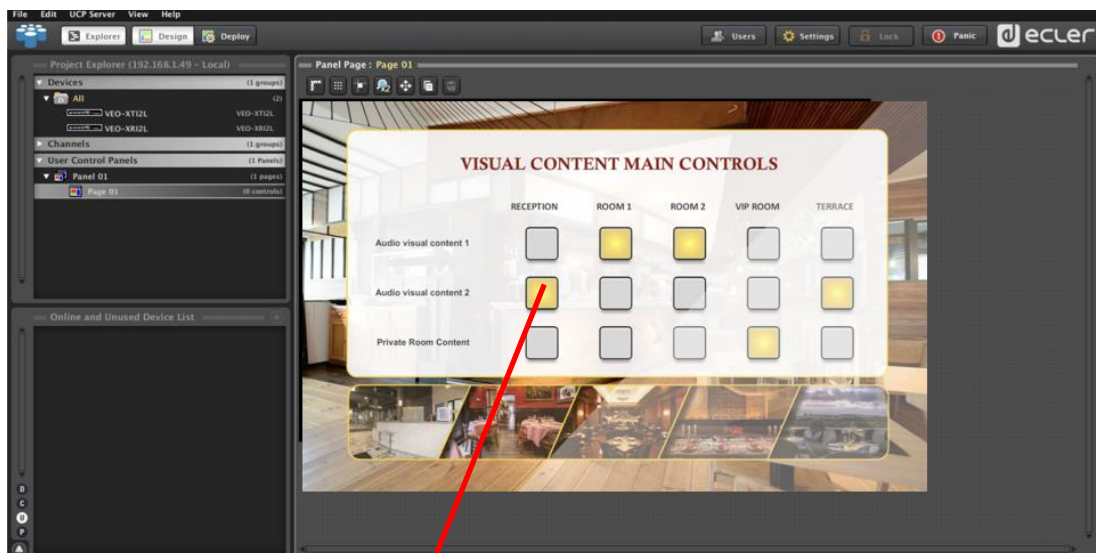 File Edit UCP Server View Help
Explorer Design Deploy Users Settings Lock Panic ecler
Project Explorer (192.168.1.49 - Local)
Devices (1 groups)
All (2)
VEO-XTI2L VEO-XTI2L
VEO-XRI2L VEO-XRI2L
Channels (1 groups)
User Control Panels (1 Panels)
Panel 01 (1 pages)
Page 01 (0 controls)
Online and Unused Device List
D
C
U
P
Panel Page : Page 01
VISUAL CONTENT MAIN CONTROLS
RECEPTION ROOM 1 ROOM 2 VIP ROOM TERRACE
Audio visual content 1
Audio visual content 2
Private Room Content